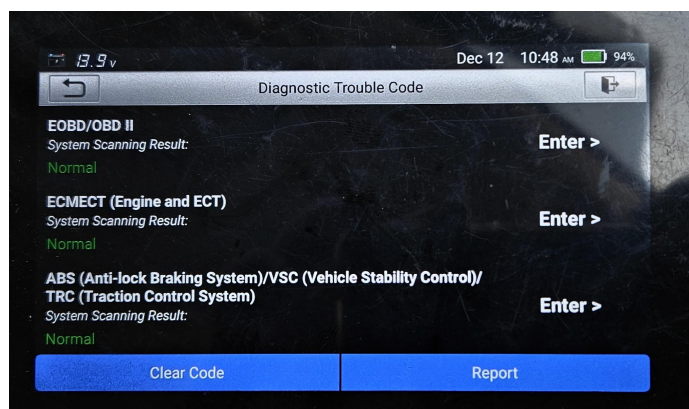 13.9 v
Dec 12 10:48 AM 94%
Diagnostic Trouble Code
EOBD/OBD II
System Scanning Result:
Enter >
Normal
ECMECT (Engine and ECT)
System Scanning Result:
Enter >
Normal
ABS (Anti-lock Braking System)/VSC (Vehicle Stability Control)/
TRC (Traction Control System)
Enter >
System Scanning Result:
Normal
Clear Code
Report